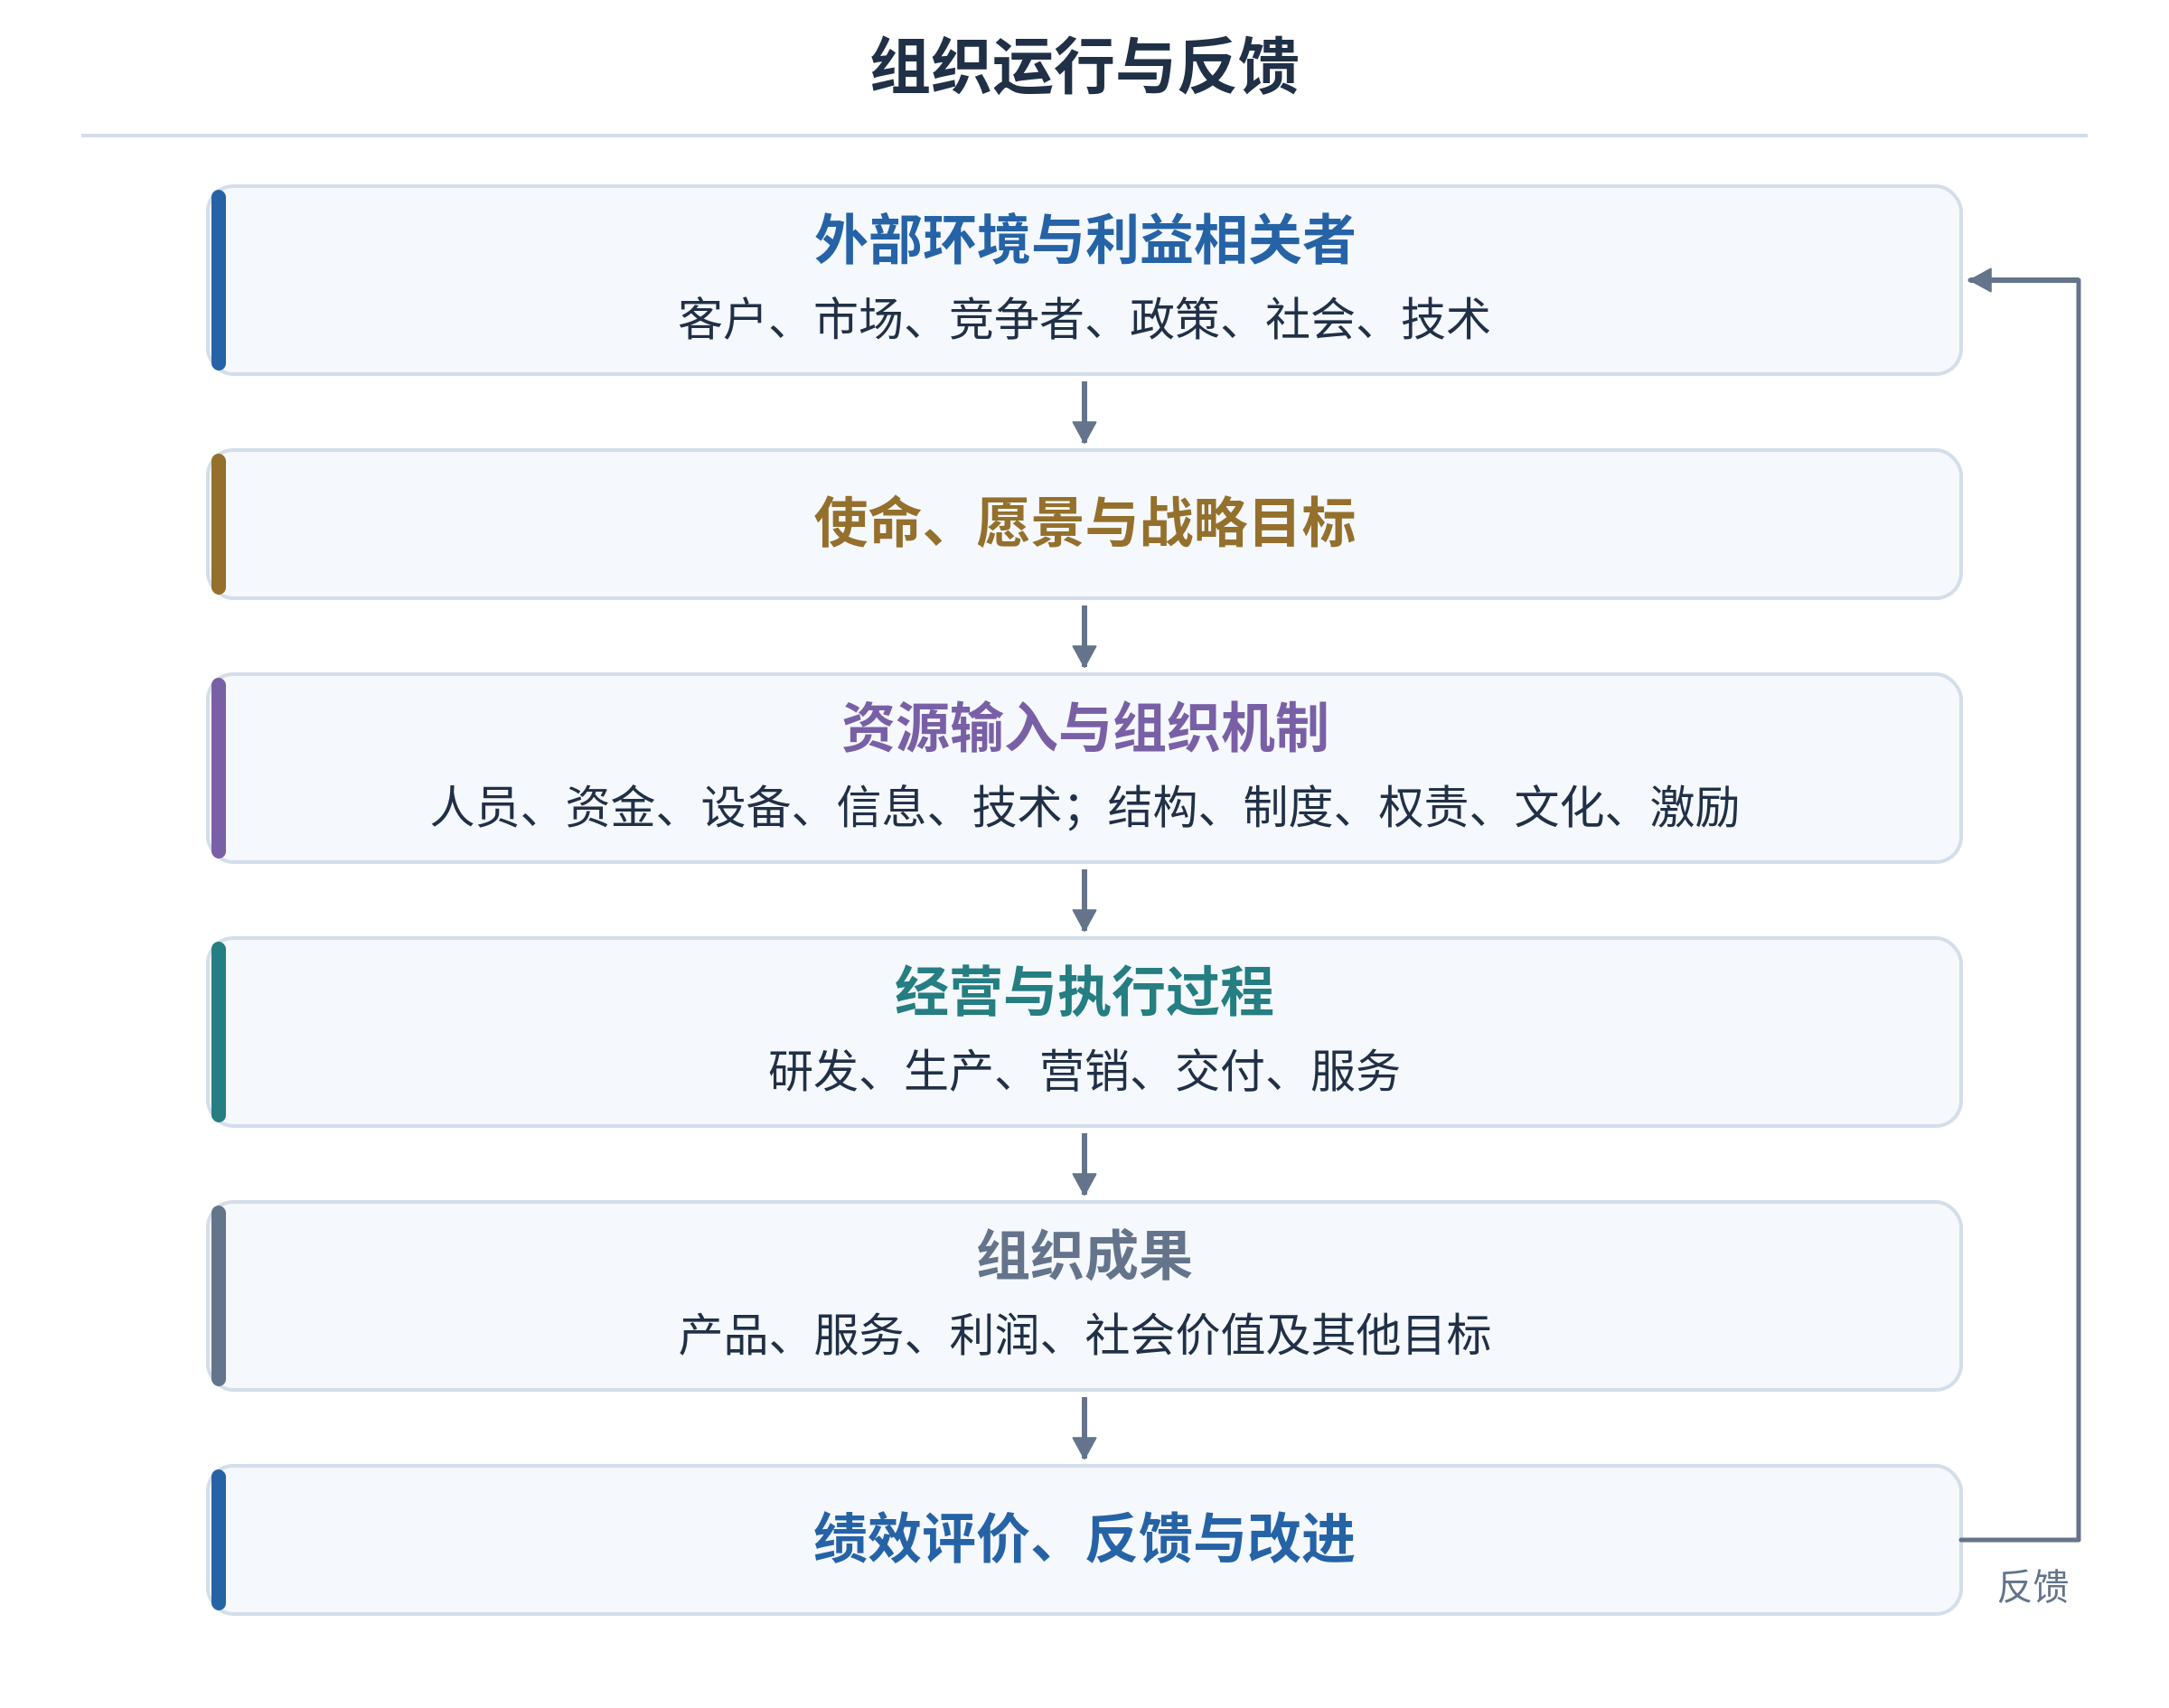 组织运行与反馈
外部环境与利益相关者
客户、市场、竞争者、政策、社会、技术
使命、愿景与战略目标
资源输入与组织机制
人员、资金、设备、信息、技术；结构、制度、权责、文化、激励
经营与执行过程
研发、生产、营销、交付、服务
组织成果
产品、服务、利润、社会价值及其他目标
绩效评价、反馈与改进
反馈